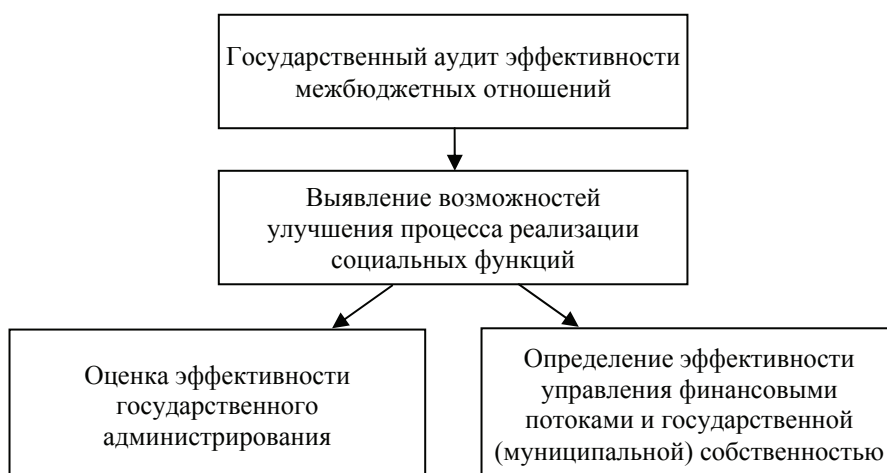 Государственный аудит эффективности
межбюджетных отношений
Выявление возможностей
улучшения процесса реализации
социальных функций
Оценка эффективности
государственного
администрирования
Определение эффективности
управления финансовыми
потоками и государственной
(муниципальной) собственностью